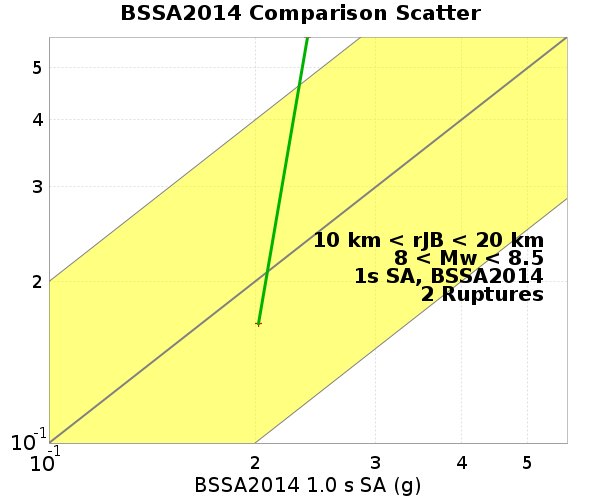 BSSA2014 Comparison Scatter
5
4
3
2
10^-1
10 km < rJB < 20 km
8 < Mw < 8.5
1s SA, BSSA2014
2 Ruptures
10^-1 2 3 4 5
BSSA2014 1.0 s SA (g)